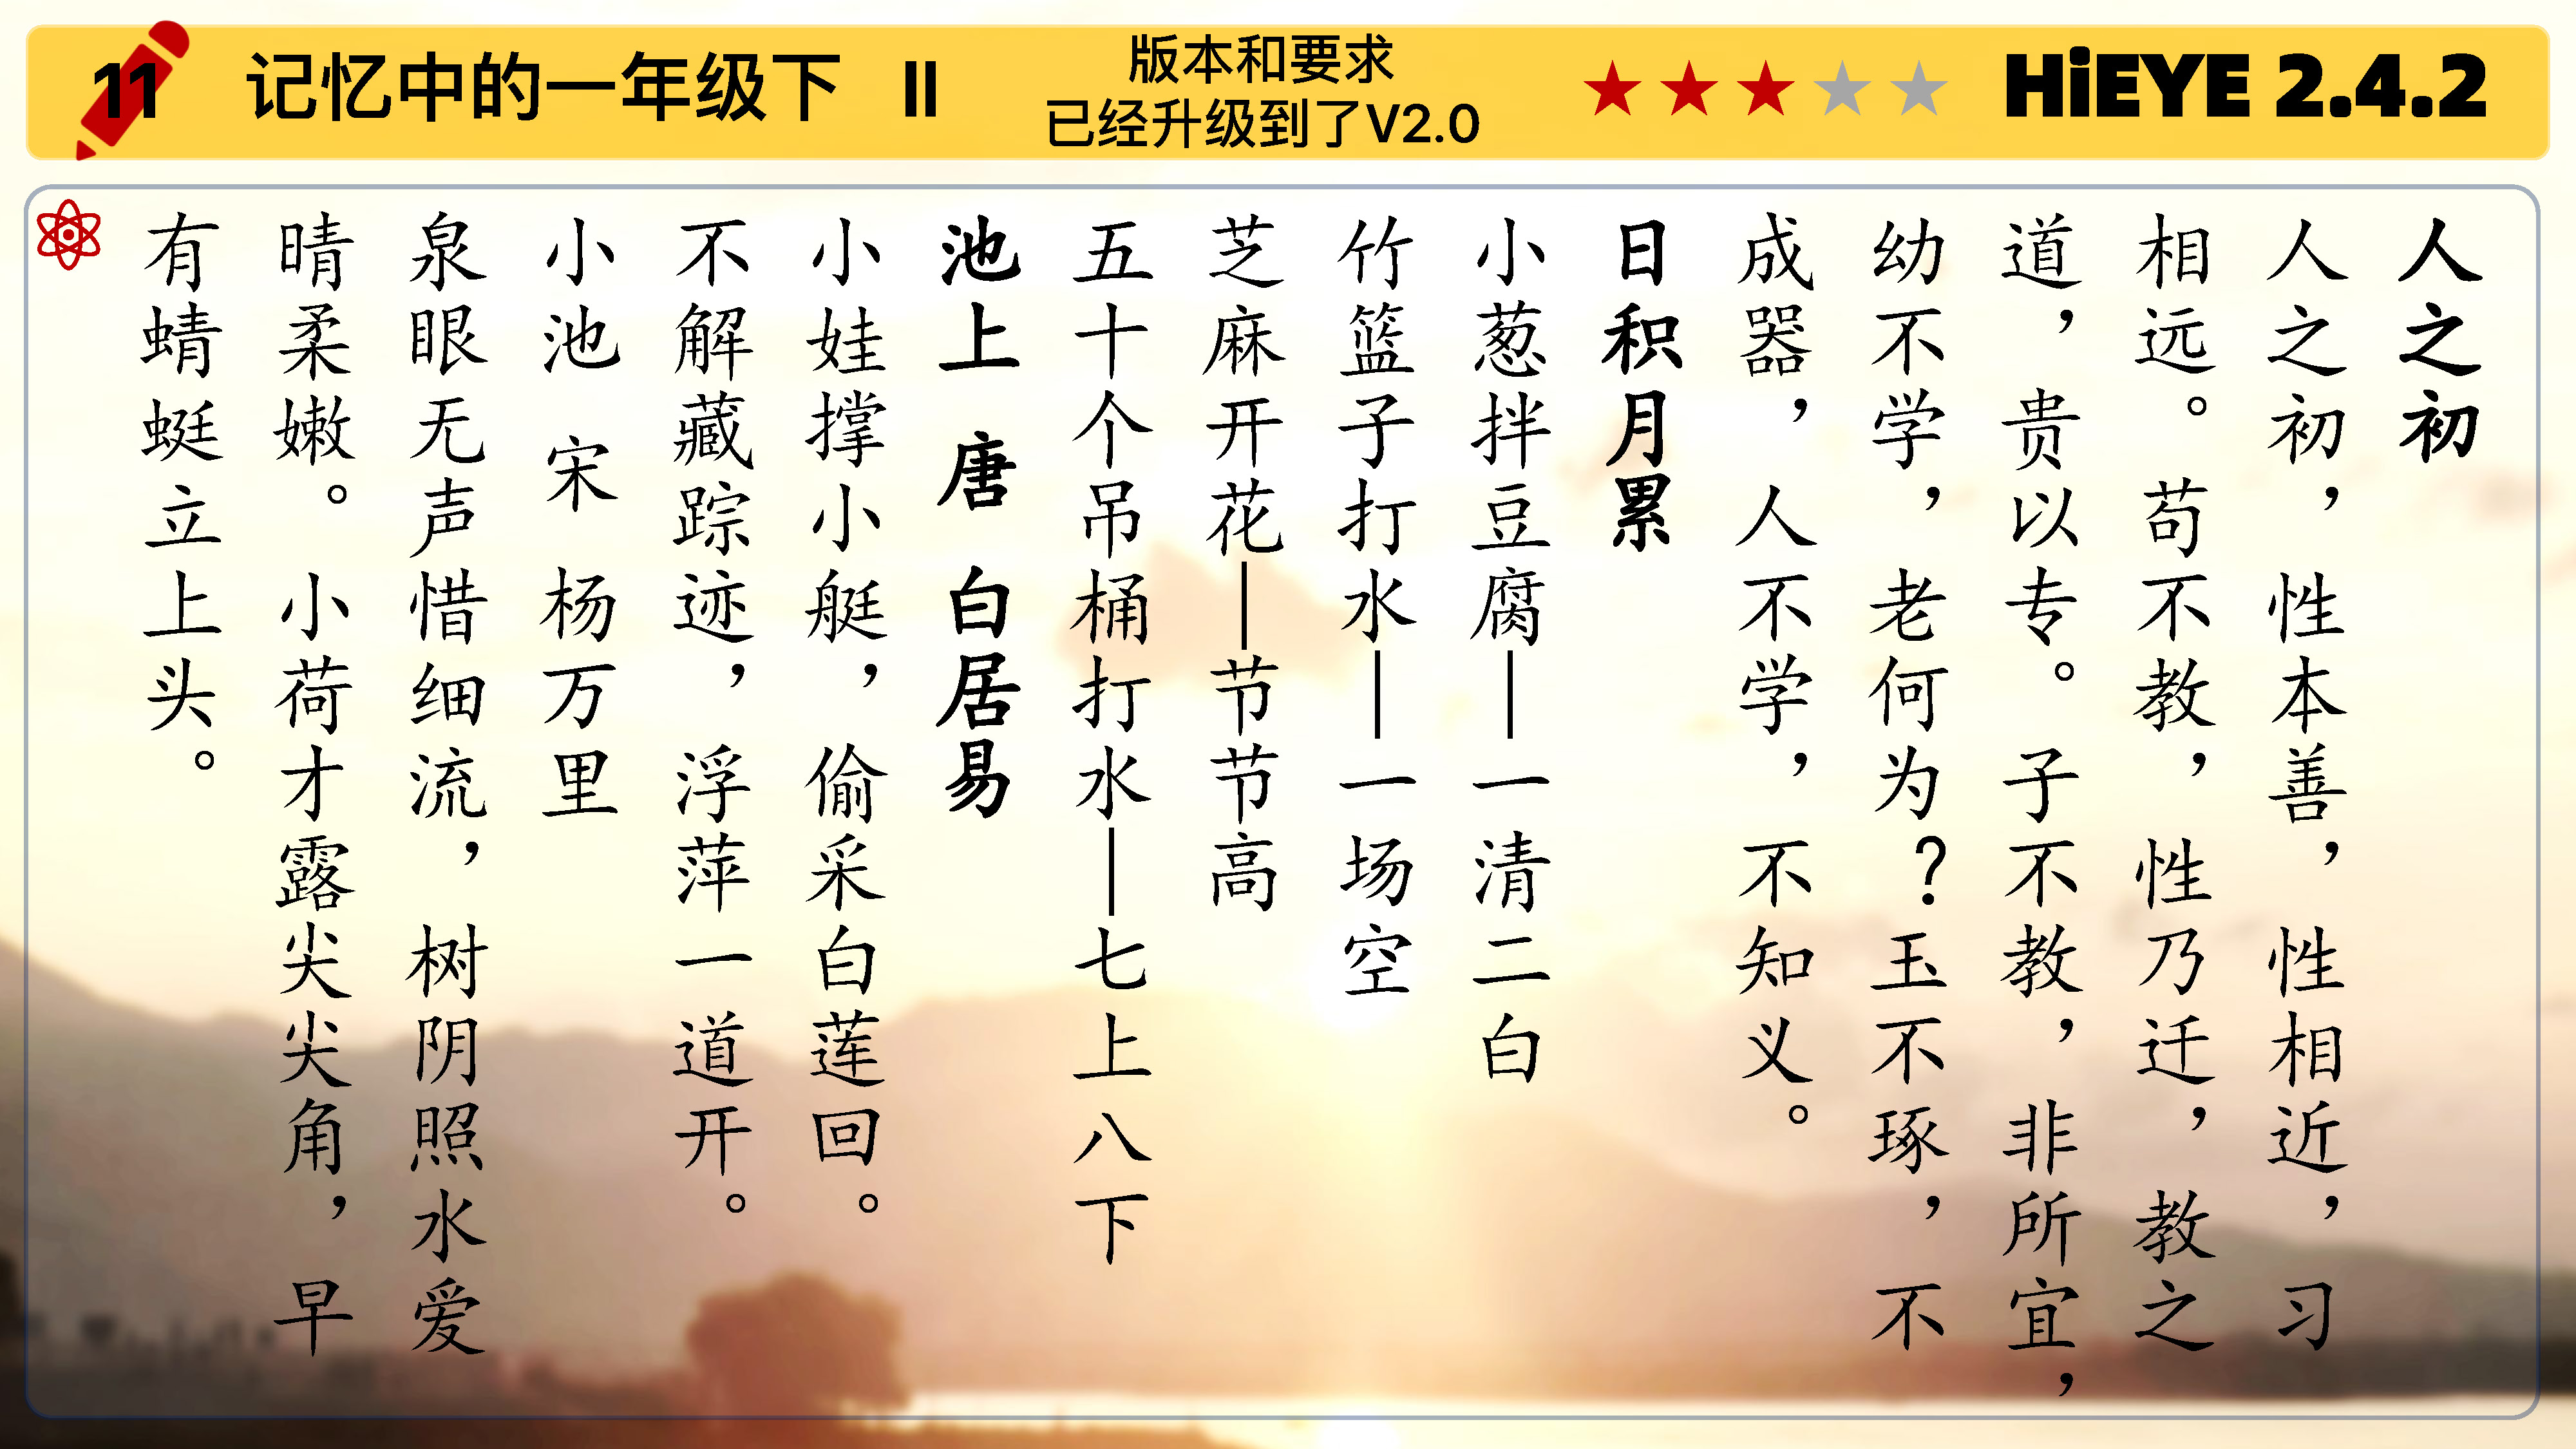 11 记忆中的一年级下 II
版本和要求
已经升级到了V2.0
HiEYE 2.4.2
人之初
人之初，性本善，性相近，习
相远。苟不教，性乃迁，教之
道，贵以专。子不教，非所宜，
幼不学，老何为？玉不琢，不
成器，人不学，不知义。
日积月累
小葱拌豆腐—一清二白
竹篮子打水—一场空
芝麻开花—节节高
五十个吊桶打水—七上八下
池上 唐 白居易
小娃撑小艇，偷采白莲回。
不解藏踪迹，浮萍一道开。
小池 宋 杨万里
泉眼无声惜细流，树阴照水爱
晴柔嫩。小荷才露尖尖角，早
有蜻蜓立上头。